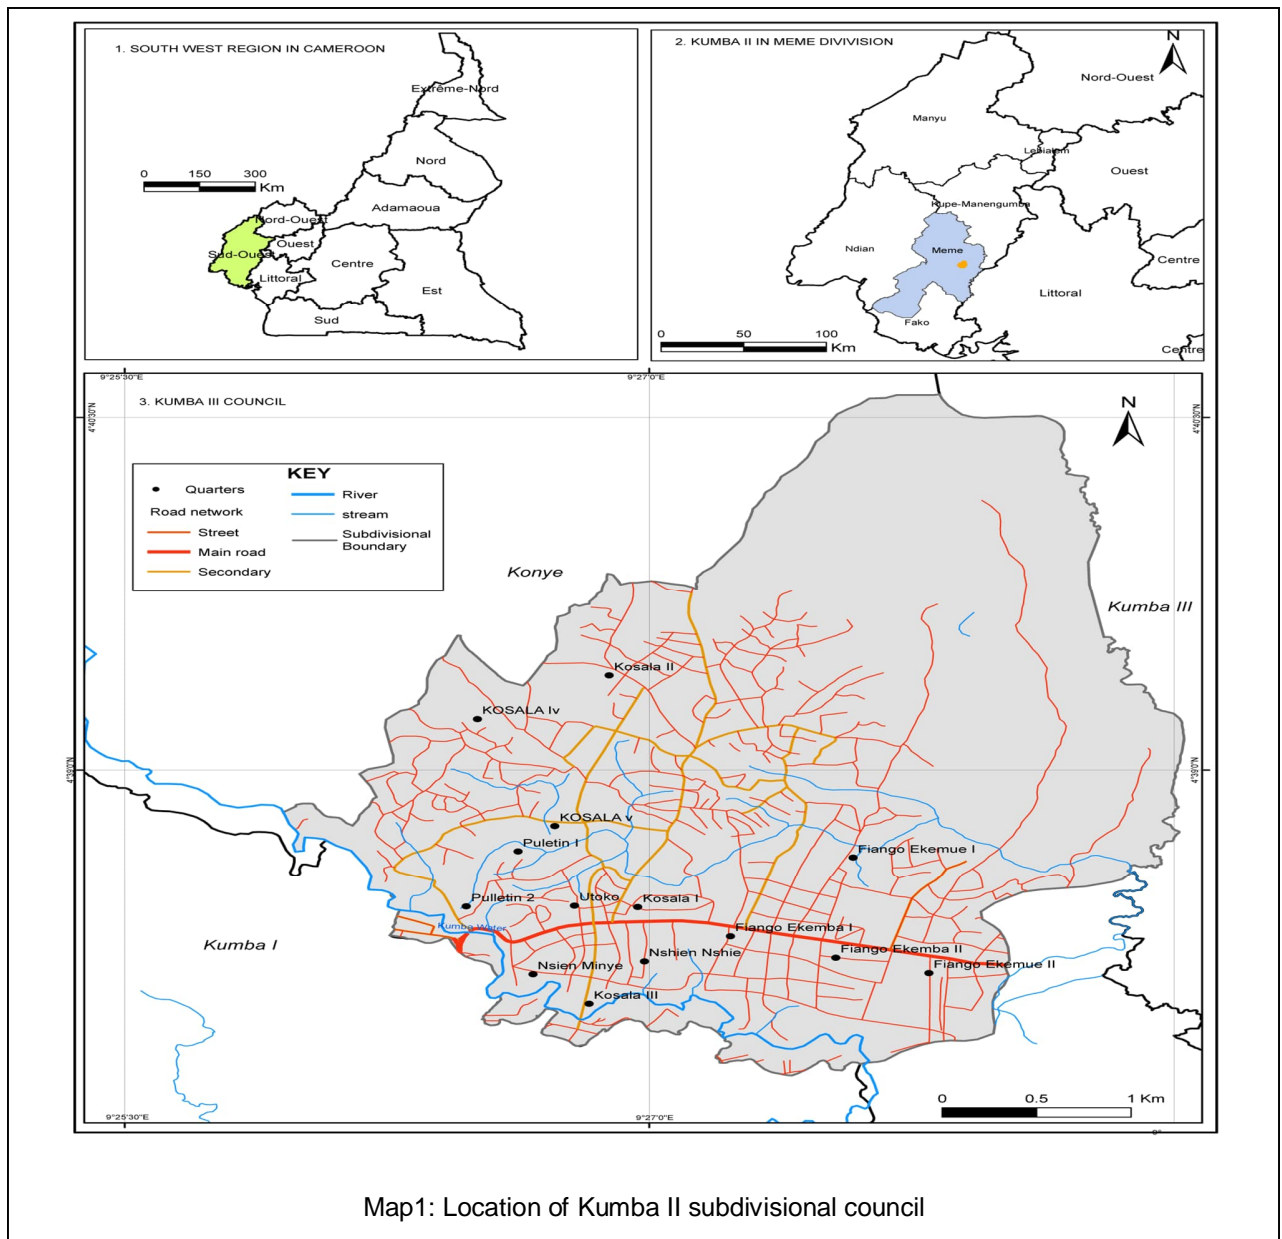 1. SOUTH WEST REGION IN CAMEROON
Extrême-Nord
Nord
0 150 300
Km
Adamaoua
Nord-Ouest
Ouest
Sud-Ouest
Centre
Littoral
Est
Sud
2. KUMBA II IN MEME DIVIVISION
N
Nord-Ouest
Manyu
Lebialem
Ouest
Kupe-Manengumba
Ndian
Meme
Centre
Littoral
Fako
0 50 100
Km
Centre
9°25'30"E 9°27'0"E
3. KUMBA III COUNCIL
4°40'30"N 4°40'30"N
N
KEY
Quarters
River
Road network
stream
Street
Subdivisional
Boundary
Main road
Secondary
Konye
Kumba III
Kosala II
KOSALA Iv
4°39'0"N 4°39'0"N
KOSALA v
Puletin I
Fiango Ekemue I
Pulletin 2
Utoko
Kosala I
Kumba Water
Fiango Ekemba I
Kumba I
Nshien Nshie
Fiango Ekemba II
Nsien Minye
Fiango Ekemue II
Kosala III
0 0.5 1 Km
9°25'30"E 9°27'0"E
9°
Map1: Location of Kumba II subdivisional council